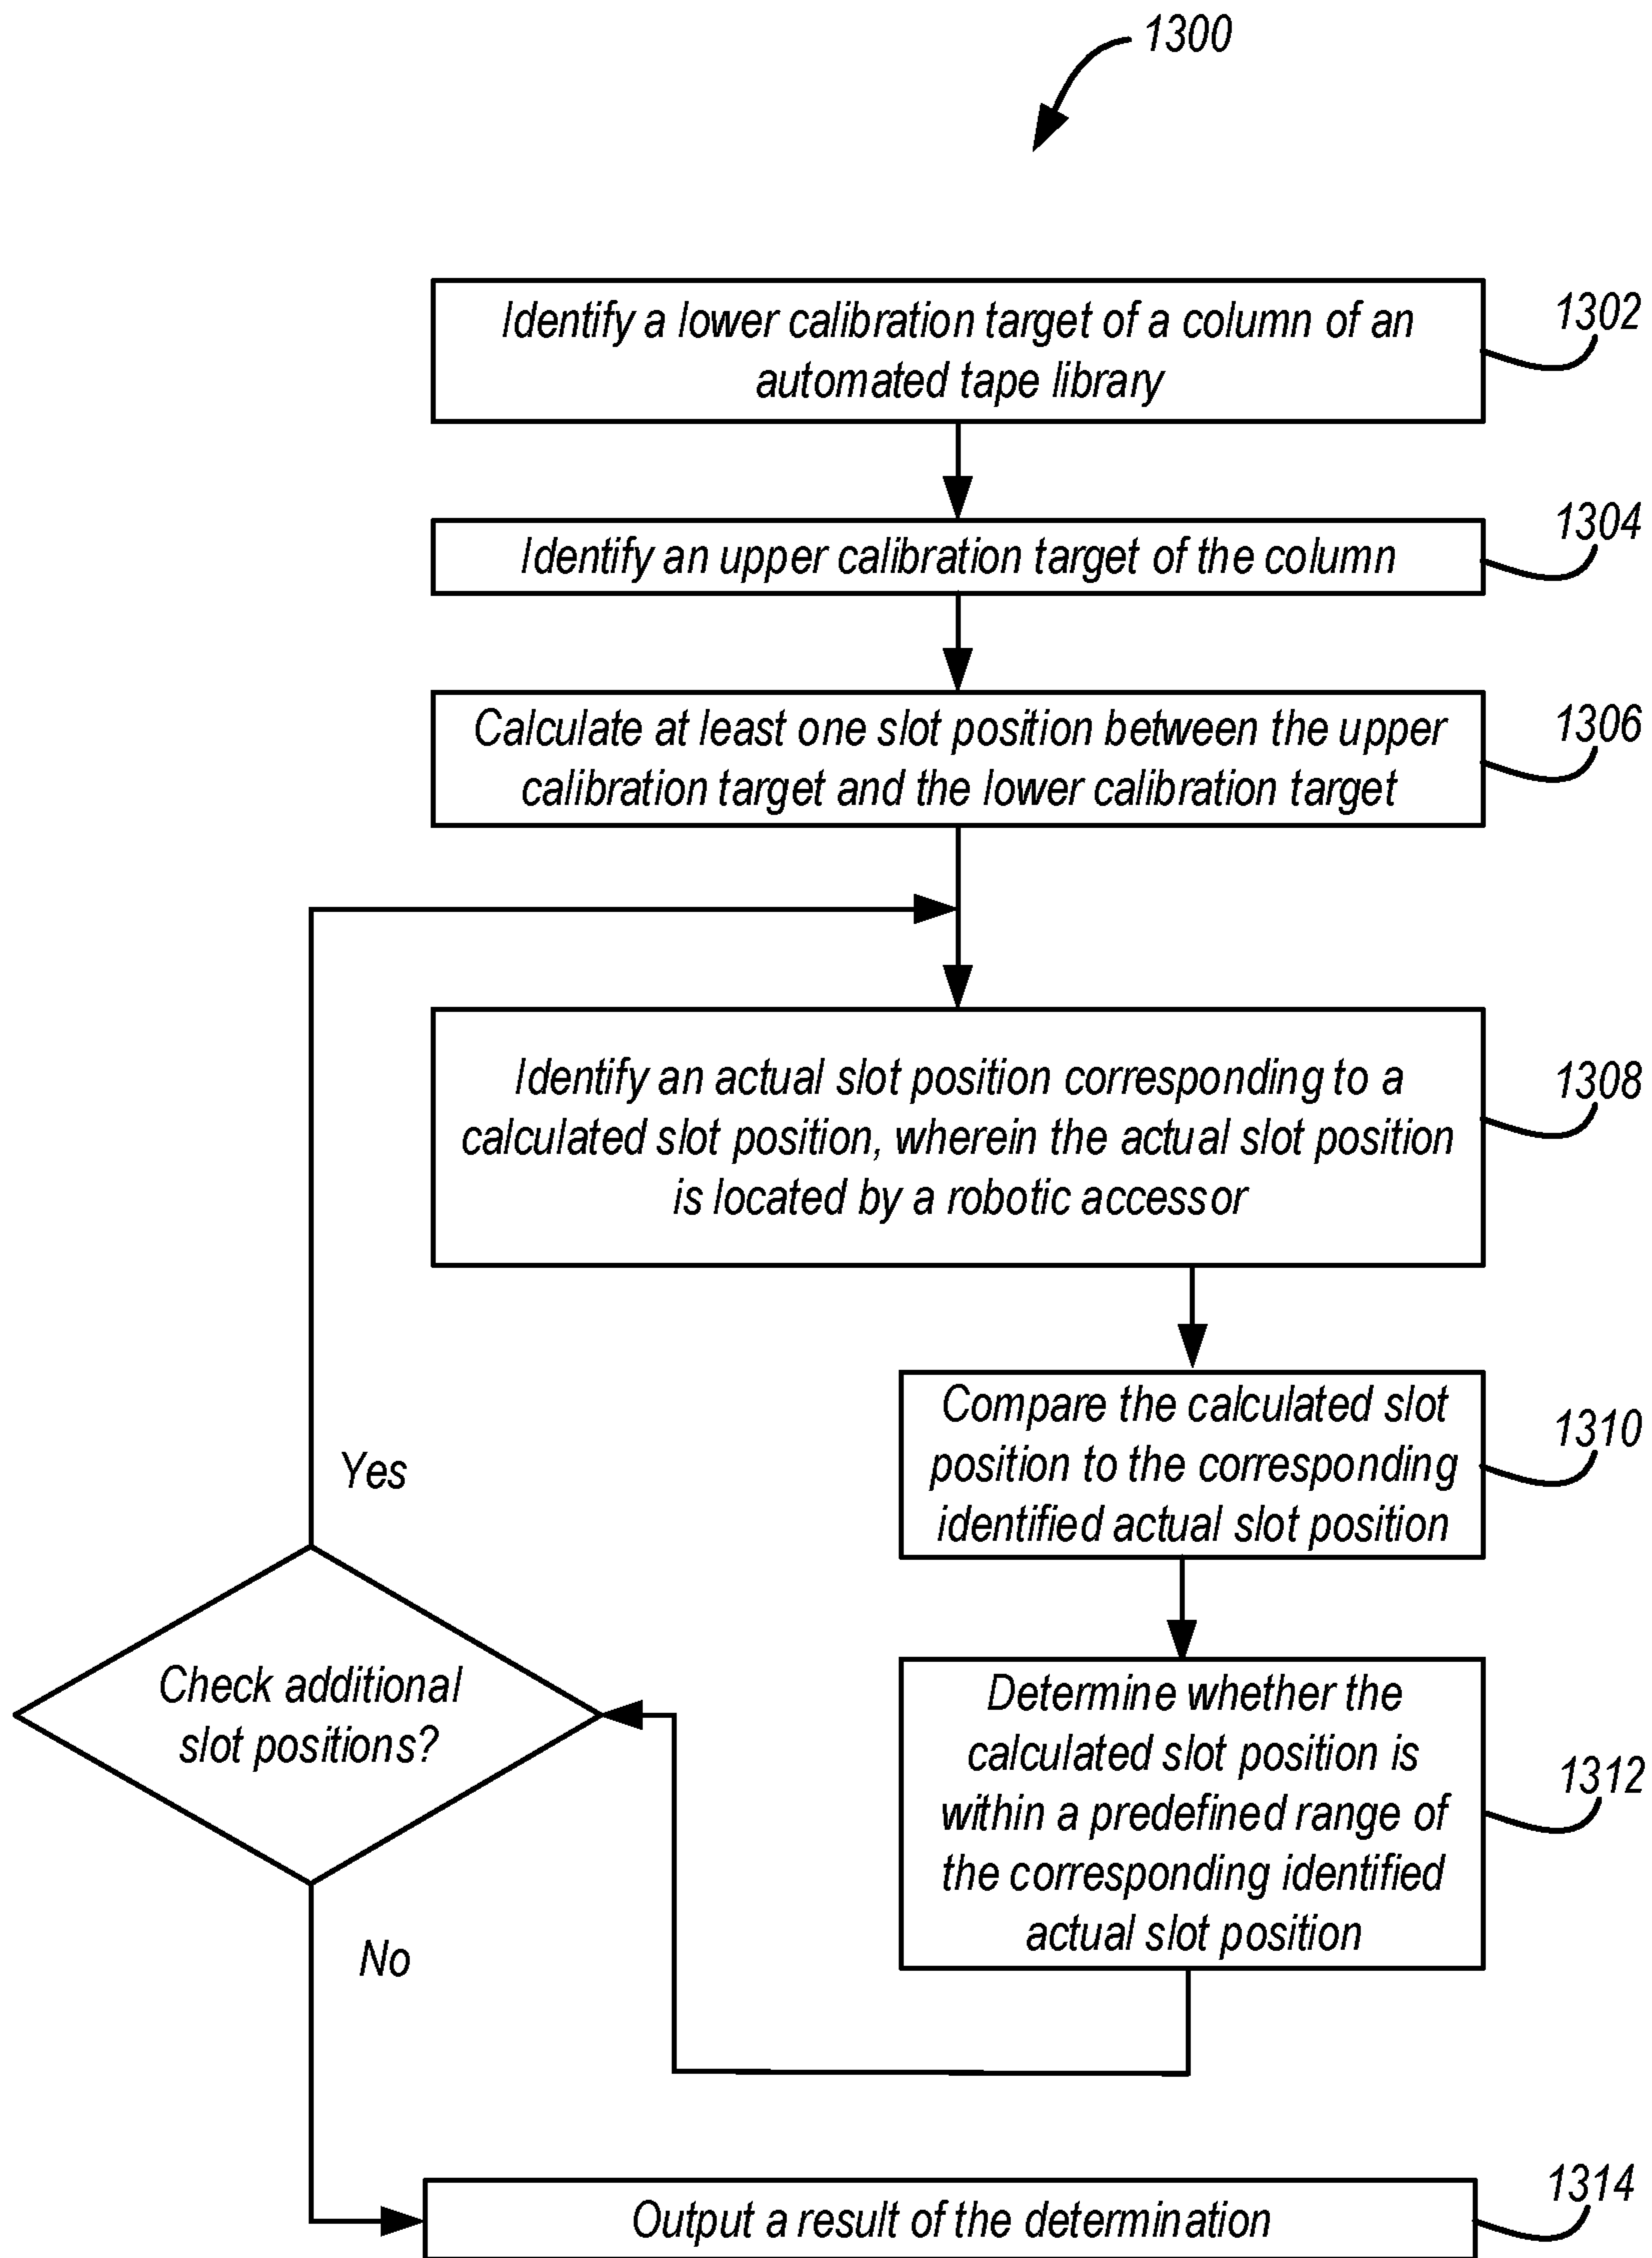 1300
Identify a lower calibration target of a column of an
automated tape library
1302
Identify an upper calibration target of the column
1304
Calculate at least one slot position between the upper
calibration target and the lower calibration target
1306
Identify an actual slot position corresponding to a
calculated slot position, wherein the actual slot position
is located by a robotic accessor
1308
Compare the calculated slot
position to the corresponding
identified actual slot position
1310
Yes
Check additional
slot positions?
Determine whether the
calculated slot position is
within a predefined range of
the corresponding identified
actual slot position
1312
No
Output a result of the determination
1314